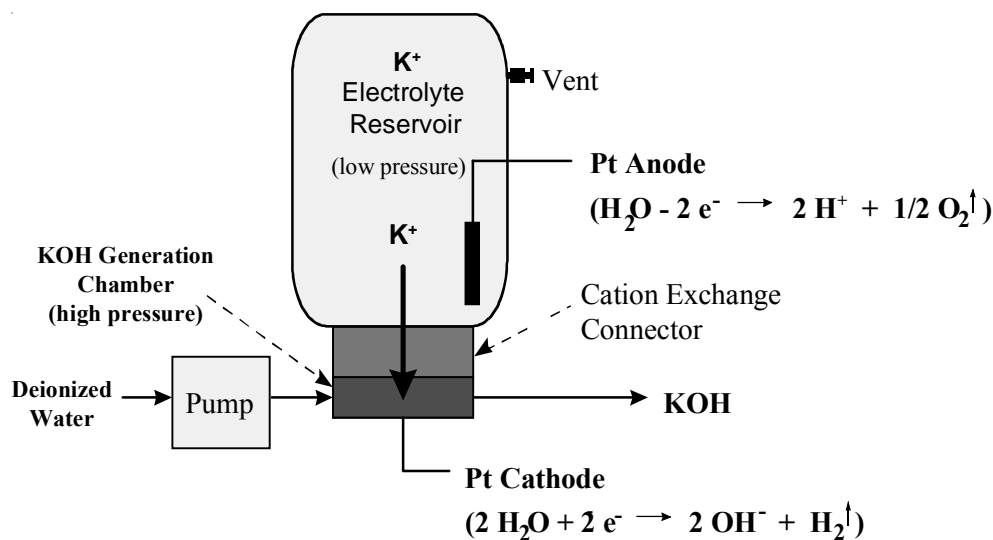 K⁺
Electrolyte
Reservoir
(low pressure)
Vent
Pt Anode
(H₂O - 2 e⁻ → 2 H⁺ + 1/2 O₂↑)
K⁺
KOH Generation
Chamber
(high pressure)
Cation Exchange
Connector
Deionized
Water
Pump
KOH
Pt Cathode
(2 H₂O + 2 e⁻ → 2 OH⁻ + H₂↑)